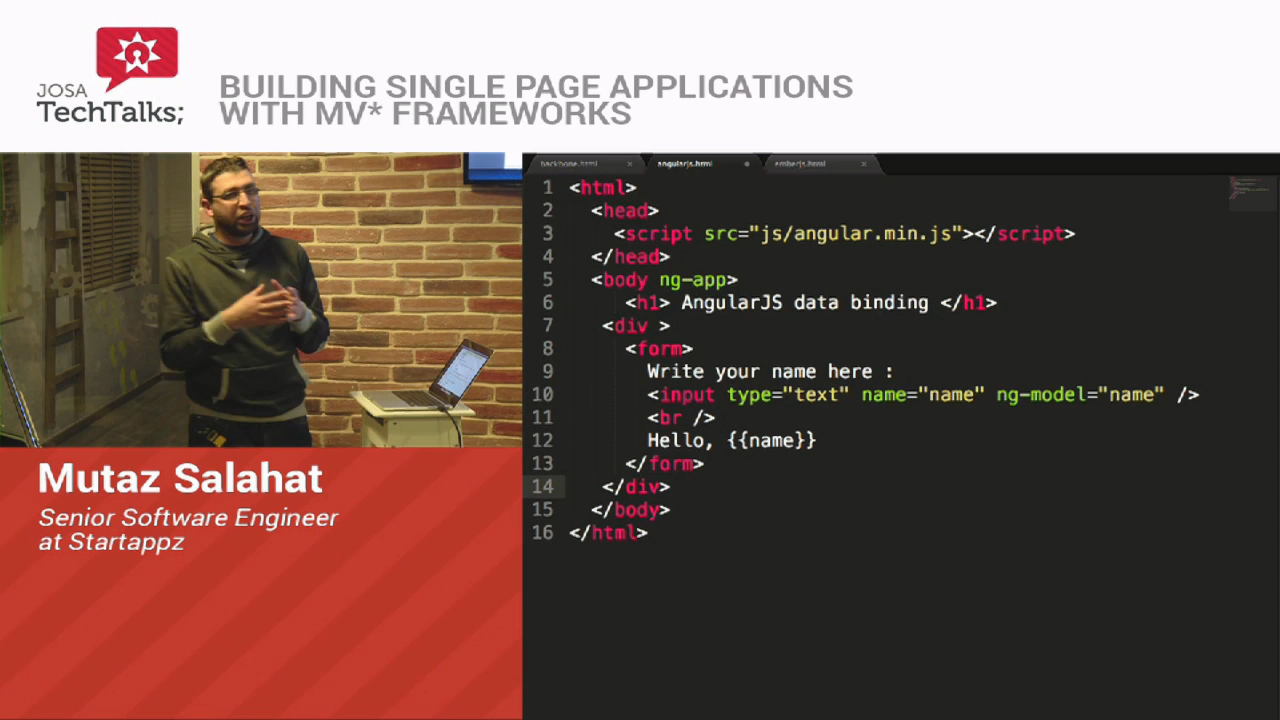 JOSA
TechTalks;
BUILDING SINGLE PAGE APPLICATIONS
WITH MV* FRAMEWORKS
backbone.html
angularjs.html
emberjs.html
1 <html>
2 <head>
3 <script src="js/angular.min.js"></script>
4 </head>
5 <body ng-app>
6 <h1> AngularJS data binding </h1>
7 <div >
8 <form>
9 Write your name here :
10 <input type="text" name="name" ng-model="name" />
11 <br />
12 Hello, {{name}}
13 </form>
14 </div>
15 </body>
16 </html>
Mutaz Salahat
Senior Software Engineer
at Startappz